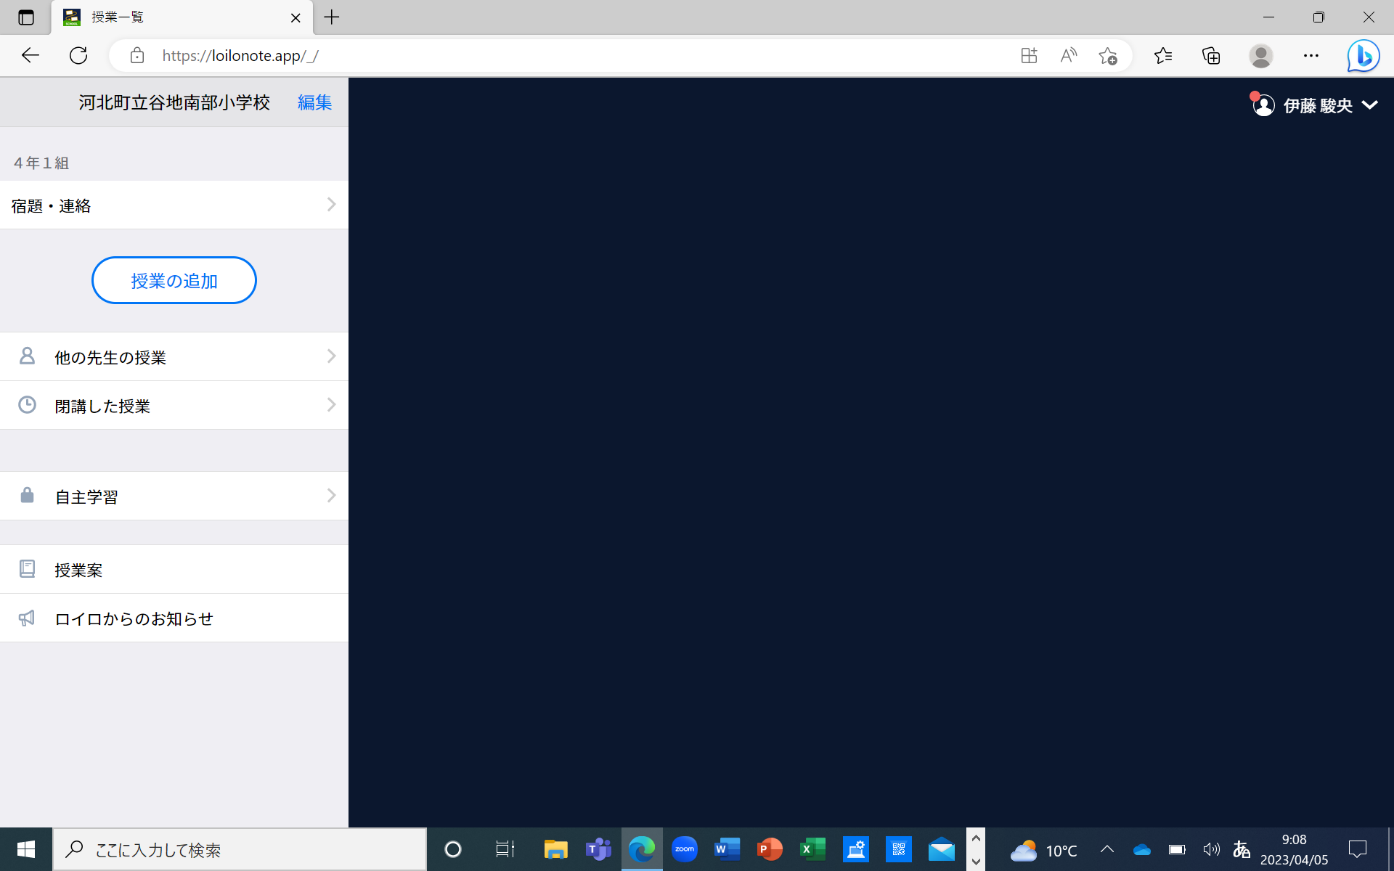 授業一覧
https://loilonote.app/_/
河北町立谷地南部小学校 編集
伊藤 駿央
４年１組
宿題・連絡
授業の追加
他の先生の授業
閉講した授業
自主学習
授業案
ロイロからのお知らせ
ここに入力して検索
zoom
10°C
あ
9:08
2023/04/05